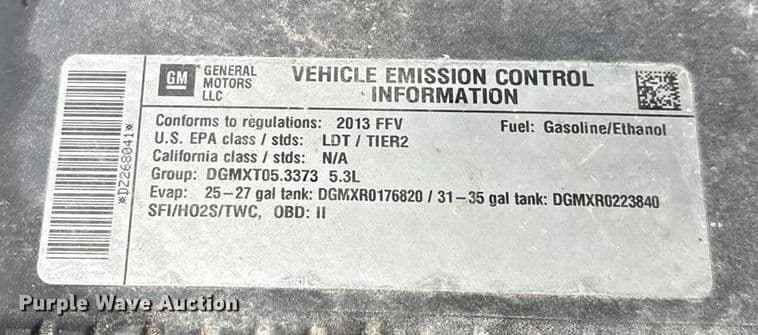 GM
GENERAL MOTORS LLC
VEHICLE EMISSION CONTROL
INFORMATION
Conforms to regulations: 2013 FFV Fuel: Gasoline/Ethanol
U.S. EPA class / stds: LDT / TIER2
California class / stds: N/A
Group: DGMXT05.3373 5.3L
Evap: 25-27 gal tank: DGMXR0176820 / 31-35 gal tank: DGMXR0223840
SFI/HO2S/TWC, OBD: II
*DZ268041*
Purple Wave Auction